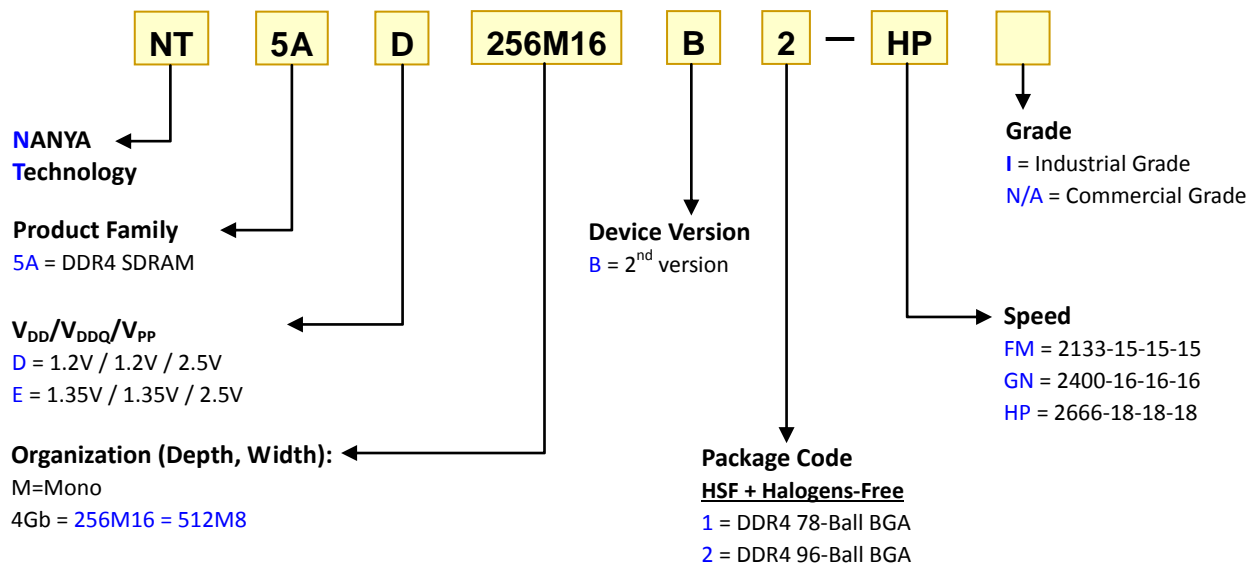 NT 5A D 256M16 B 2 — HP
NANYA
Technology
Product Family
5A = DDR4 SDRAM
VDD/VDDQ/VPP
D = 1.2V / 1.2V / 2.5V
E = 1.35V / 1.35V / 2.5V
Organization (Depth, Width):
M=Mono
4Gb = 256M16 = 512M8
Device Version
B = 2nd version
Package Code
HSF + Halogens-Free
1 = DDR4 78-Ball BGA
2 = DDR4 96-Ball BGA
Grade
I = Industrial Grade
N/A = Commercial Grade
Speed
FM = 2133-15-15-15
GN = 2400-16-16-16
HP = 2666-18-18-18